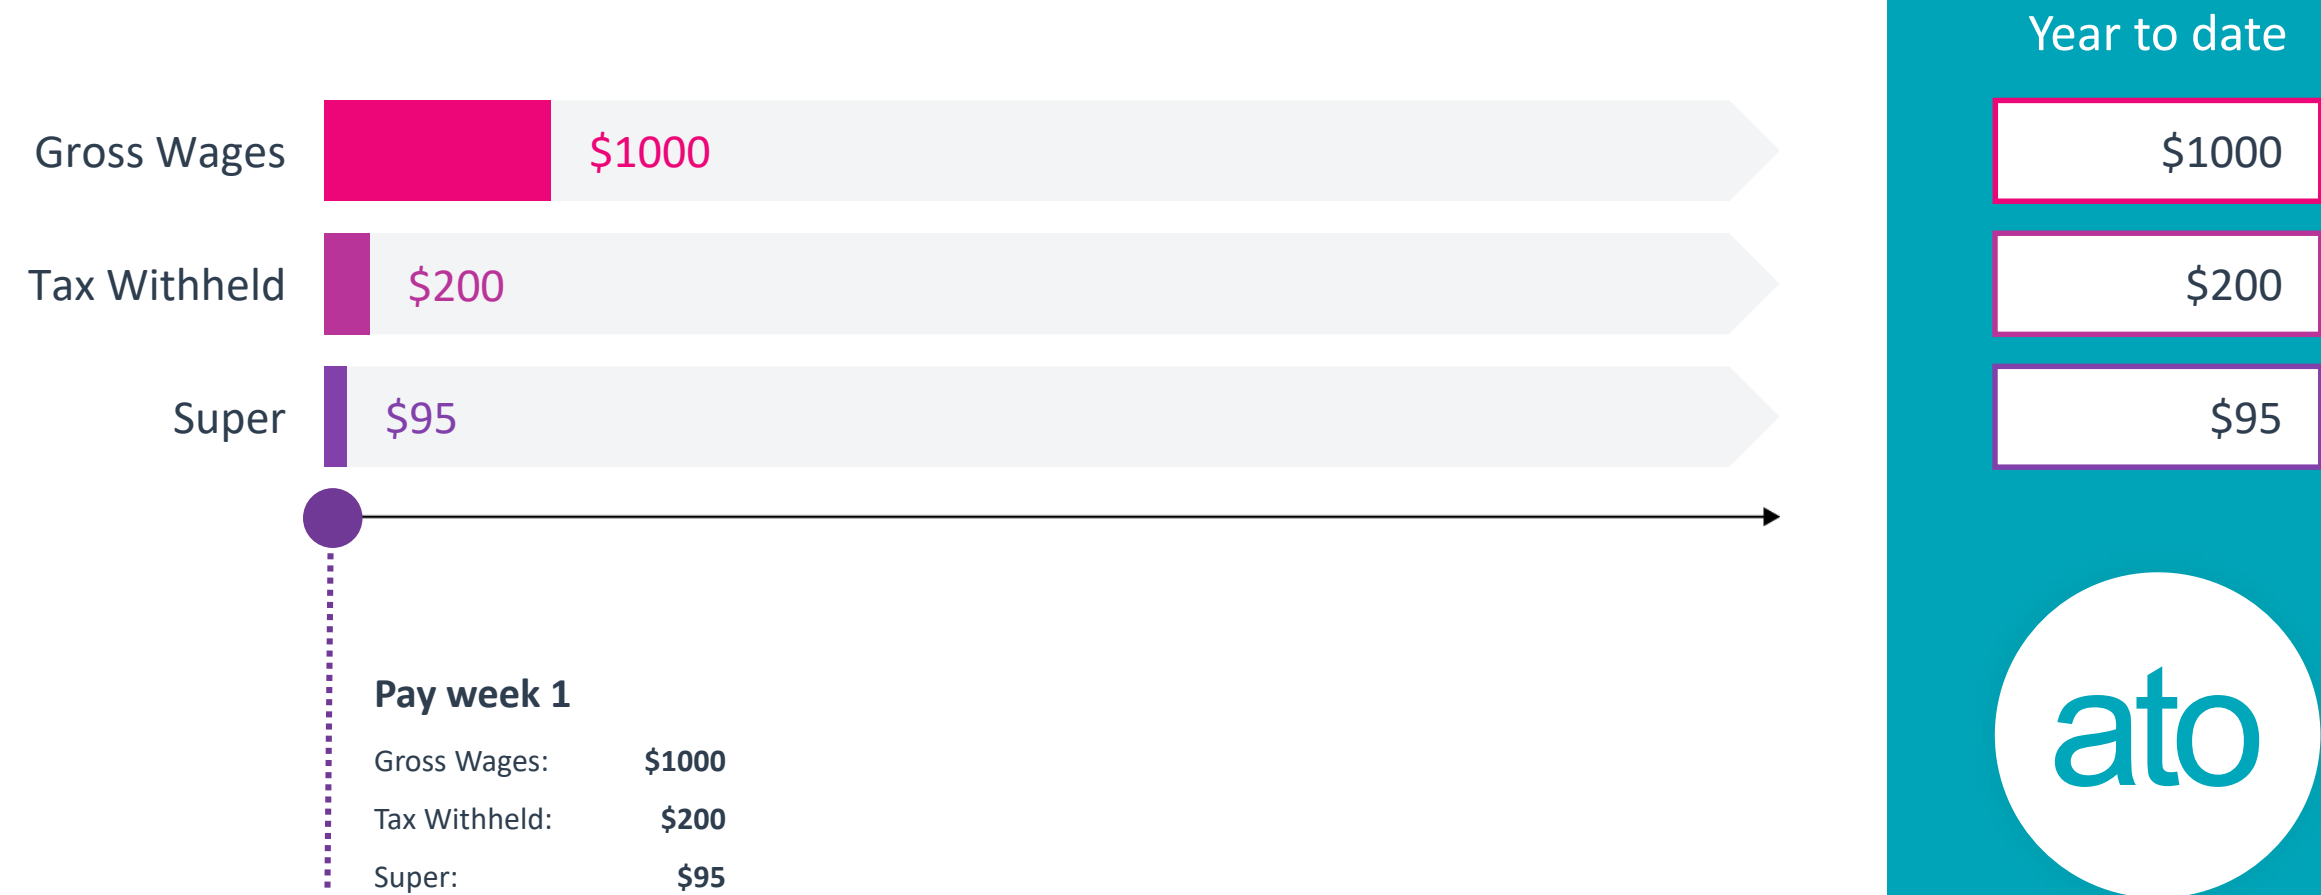 Year to date
Gross Wages $1000 $1000
Tax Withheld $200 $200
Super $95 $95
Pay week 1
Gross Wages: $1000
Tax Withheld: $200
Super: $95
ato